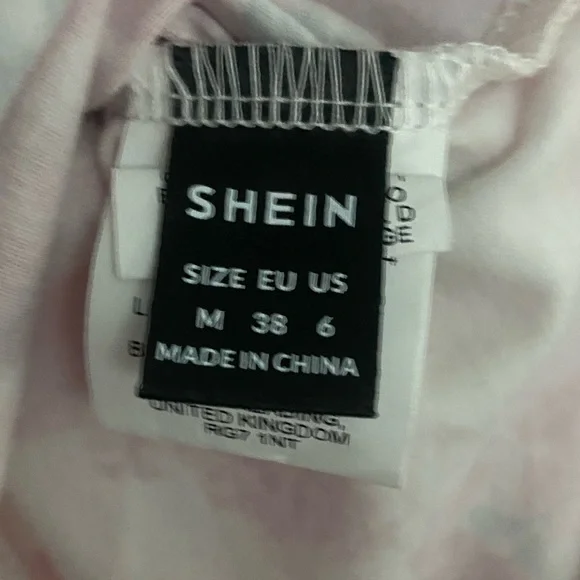 SHEIN
SIZE EU US
M 38 6
MADE IN CHINA
UNITED KINGDOM
RG7 1NT